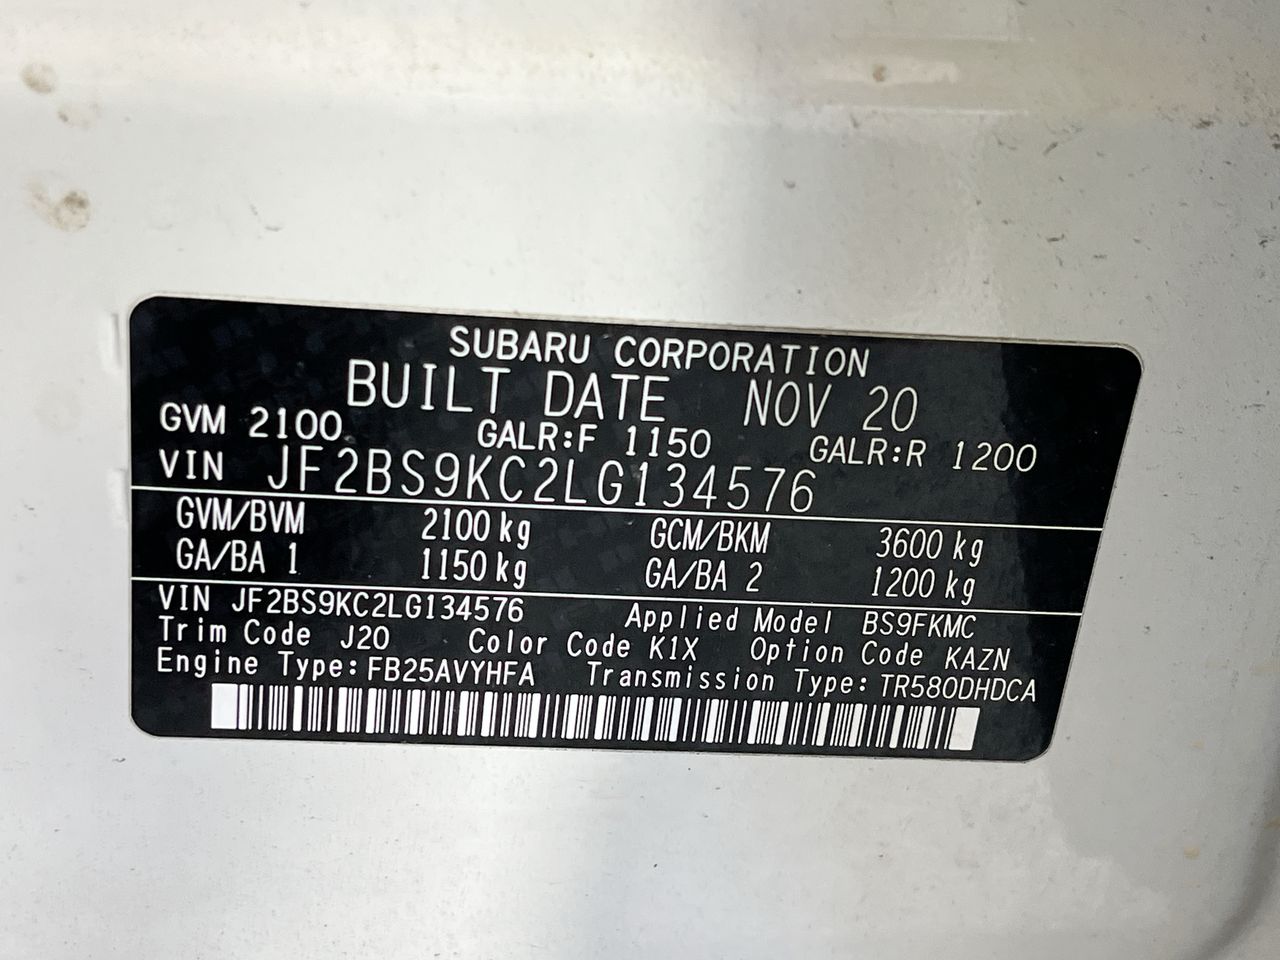 SUBARU CORPORATION
BUILT DATE NOV 20
GVM 2100 GALR:F 1150 GALR:R 1200
VIN JF2BS9KC2LG134576
GVM/BVM 2100 kg GCM/BKM 3600 kg
GA/BA 1 1150 kg GA/BA 2 1200 kg
VIN JF2BS9KC2LG134576 Applied Model BS9FKMC
Trim Code J20 Color Code K1X Option Code KAZN
Engine Type: FB25AVYHFA Transmission Type: TR580DHDCA